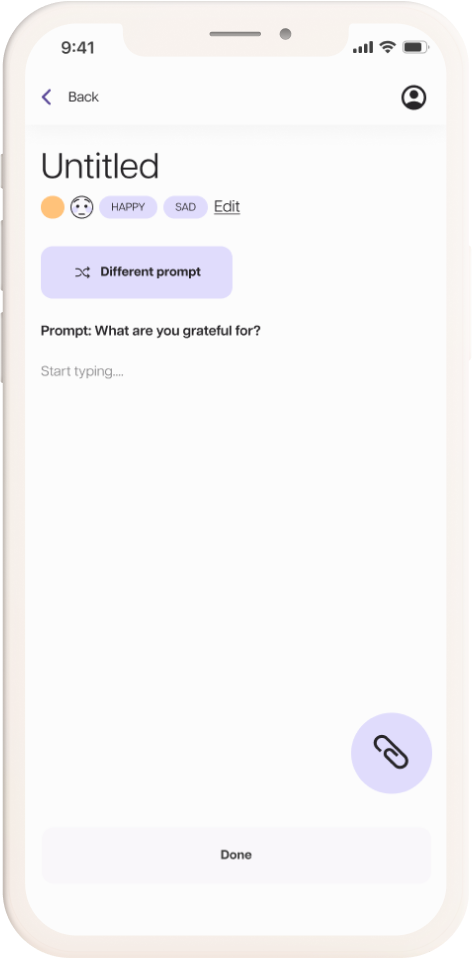 9:41
Back
Untitled
HAPPY SAD Edit
Different prompt
Prompt: What are you grateful for?
Start typing....
Done